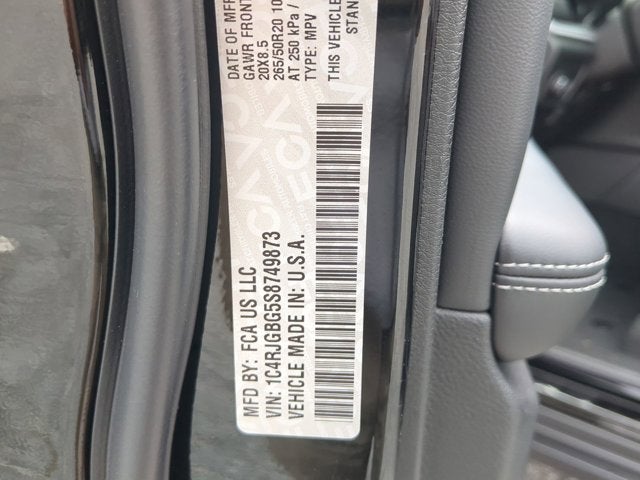 MFD BY: FCA US LLC
DATE OF MFR
GAWR FRONT
20X8.5
265/50R20 10
AT 250 kPa /
VIN: 1C4RJGBG5S8749873
TYPE: MPV
VEHICLE MADE IN: U.S.A.
THIS VEHICLE
STAN